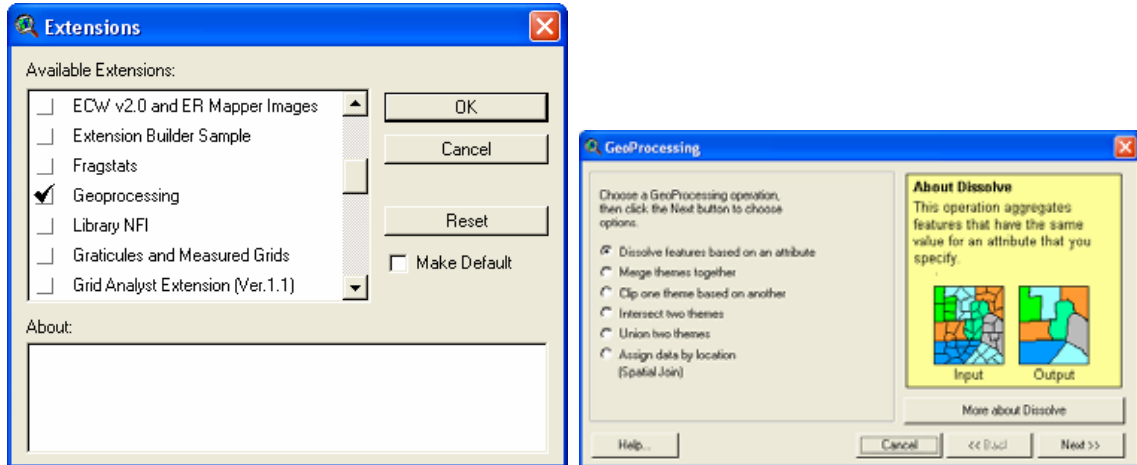 Extensions
Available Extensions:
ECW v2.0 and ER Mapper Images
Extension Builder Sample
Fragstats
Geoprocessing
Library NFI
Graticules and Measured Grids
Grid Analyst Extension (Ver.1.1)
OK
Cancel
Reset
Make Default
About:
GeoProcessing
Choose a GeoProcessing operation,
then click the Next button to choose
options.
Dissolve features based on an attribute
Merge themes together
Clip one theme based on another
Intersect two themes
Union two themes
Assign data by location
(Spatial Join)
About Dissolve
This operation aggregates
features that have the same
value for an attribute that you
specify.
Input
Output
More about Dissolve
Help...
Cancel
<< Back
Next >>